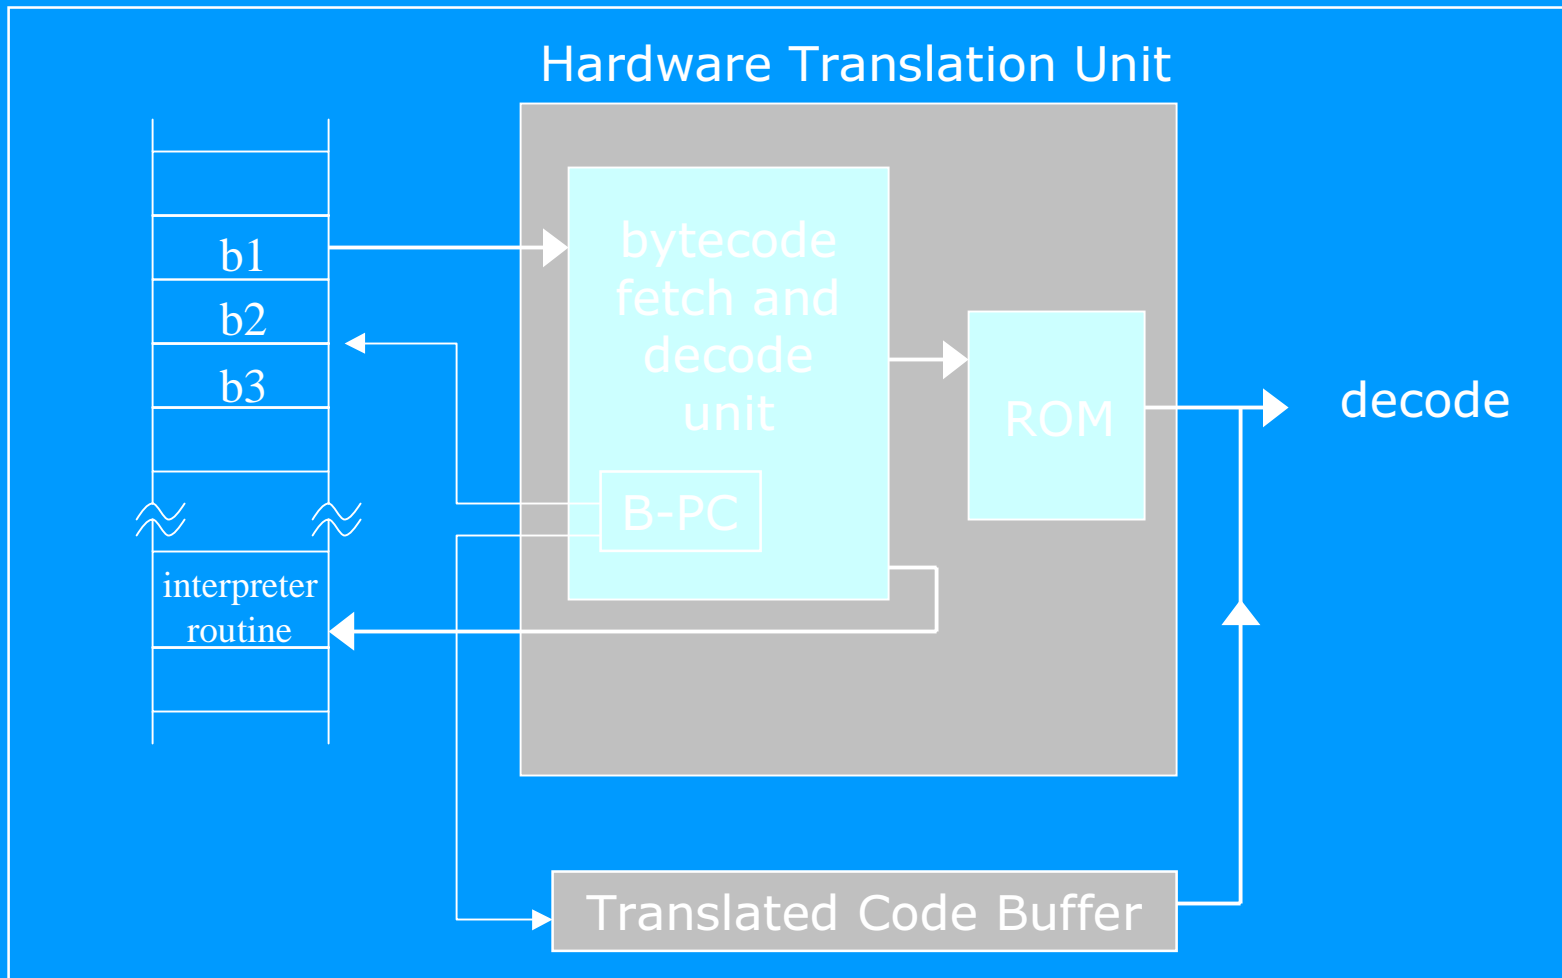 Hardware Translation Unit
b1
b2
b3
interpreter
routine
bytecode
fetch and
decode
unit
B-PC
ROM
decode
Translated Code Buffer